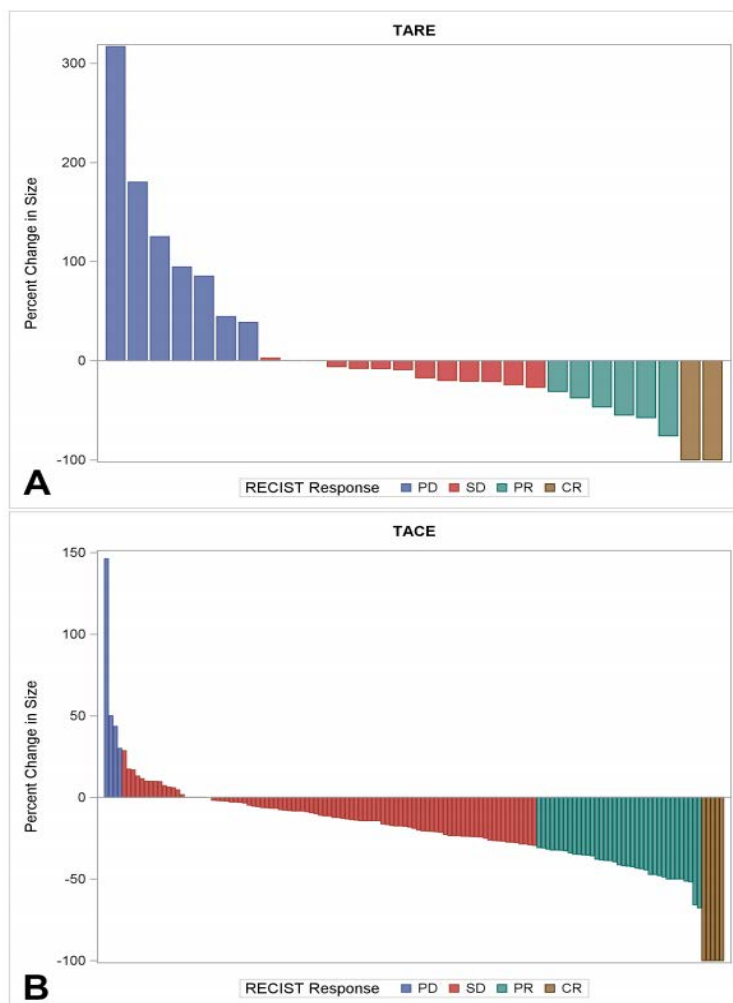 TARE
300
200
100
0
-100
Percent Change in Size
A
RECIST Response PD SD PR CR
TACE
150
100
50
0
-50
-100
Percent Change in Size
B
RECIST Response PD SD PR CR